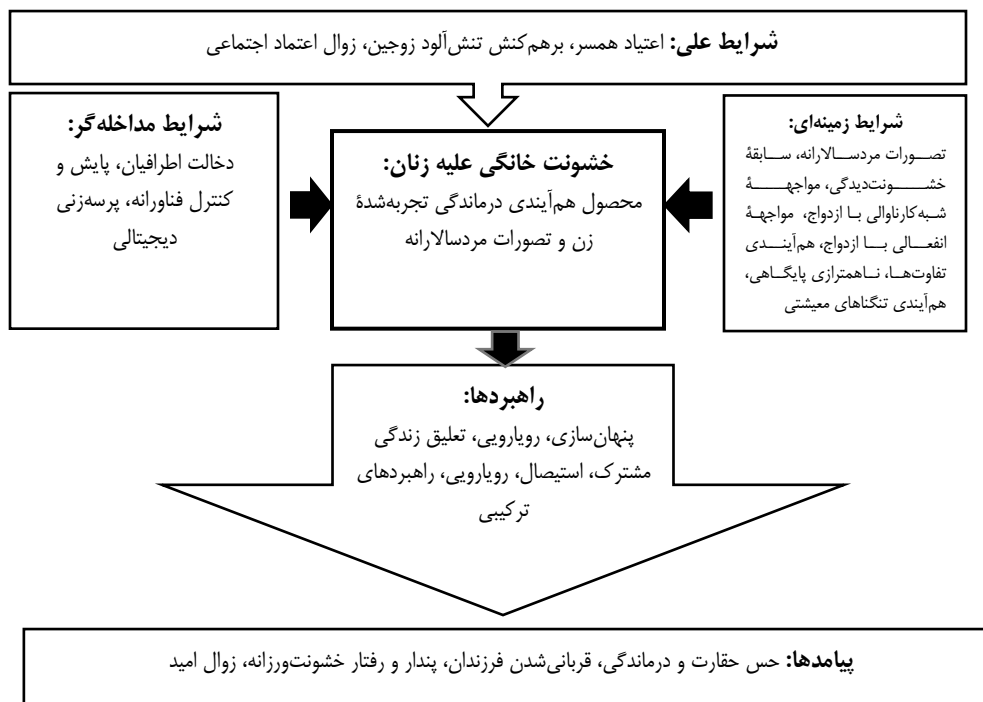 شرایط علی: اعتیاد همسر، برهم‌کنش تنش‌آلود زوجین، زوال اعتماد اجتماعی
شرایط زمینه‌ای:
تصورات مردسالارانه، سابقهٔ
خشونت‌دیدگی، مواجههٔ
شبه‌کارناوالی با ازدواج، مواجههٔ
انفعالی با ازدواج، هم‌آیندی
تفاوت‌ها، ناهمترازی پایگاهی،
هم‌آیندی تنگناهای معیشتی
خشونت خانگی علیه زنان:
محصول هم‌آیندی درماندگی تجربه‌شدهٔ
زن و تصورات مردسالارانه
شرایط مداخله‌گر:
دخالت اطرافیان، پایش و
کنترل فناورانه، پرسه‌زنی
دیجیتالی
راهبردها:
پنهان‌سازی، رویارویی، تعلیق زندگی
مشترک، استیصال، رویارویی، راهبردهای
ترکیبی
پیامدها: حس حقارت و درماندگی، قربانی‌شدن فرزندان، پندار و رفتار خشونت‌ورزانه، زوال امید